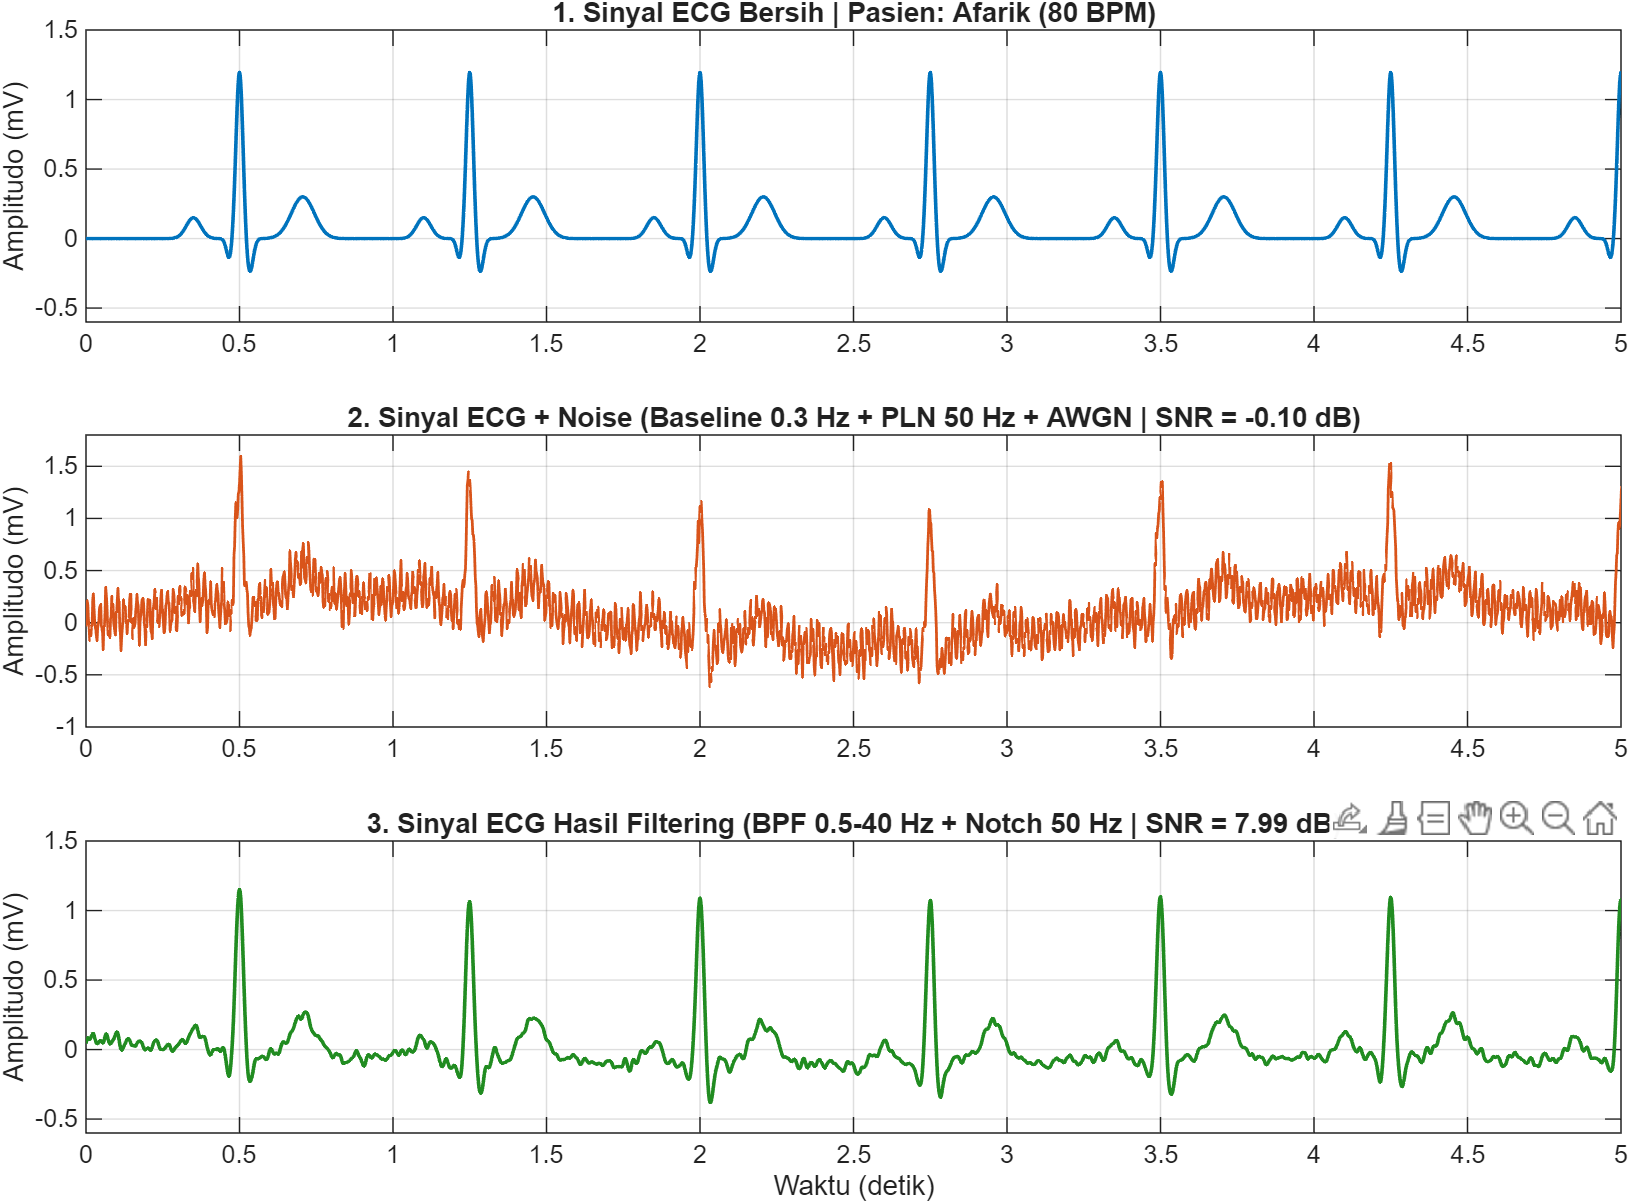 1. Sinyal ECG Bersih | Pasien: Afarik (80 BPM)
1.5
1
0.5
0
-0.5
Amplitudo (mV)
0 0.5 1 1.5 2 2.5 3 3.5 4 4.5 5
2. Sinyal ECG + Noise (Baseline 0.3 Hz + PLN 50 Hz + AWGN | SNR = -0.10 dB)
1.5
1
0.5
0
-0.5
-1
Amplitudo (mV)
0 0.5 1 1.5 2 2.5 3 3.5 4 4.5 5
3. Sinyal ECG Hasil Filtering (BPF 0.5-40 Hz + Notch 50 Hz | SNR = 7.99 dB
1.5
1
0.5
0
-0.5
Amplitudo (mV)
0 0.5 1 1.5 2 2.5 3 3.5 4 4.5 5
Waktu (detik)